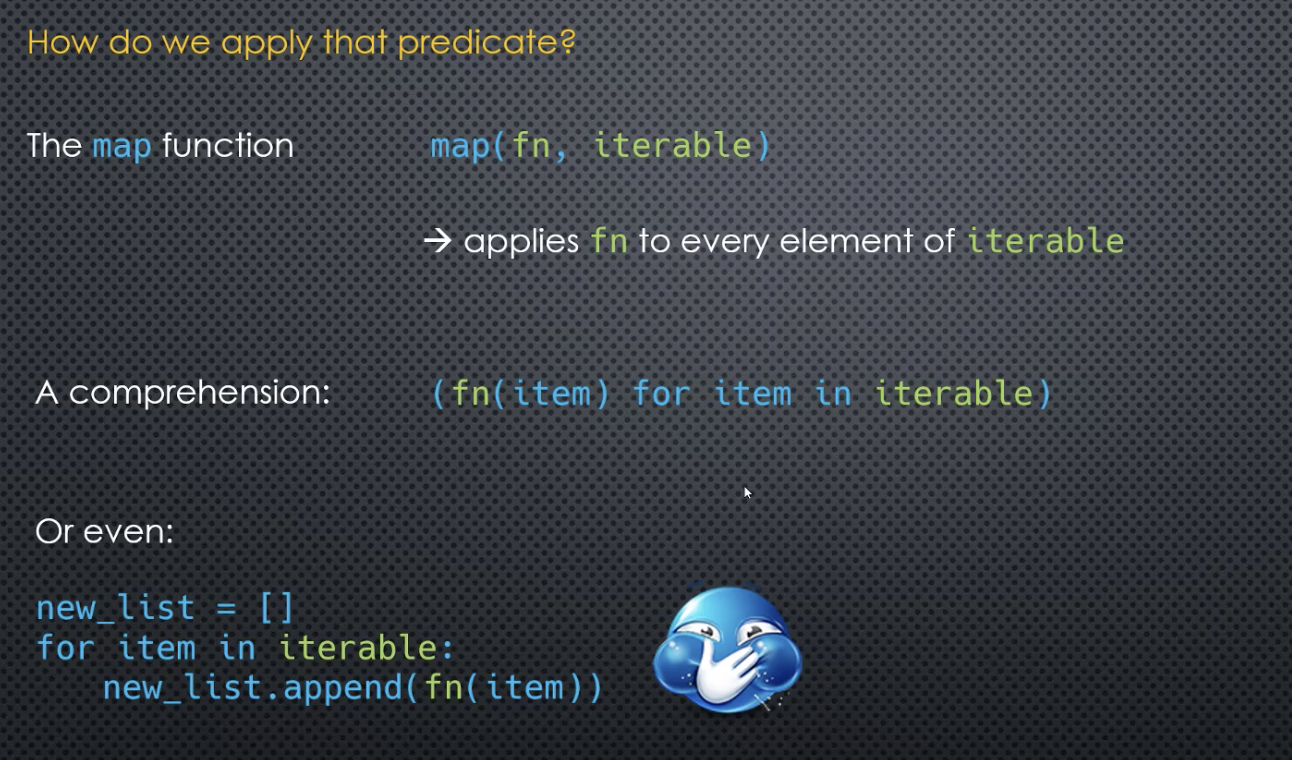 How do we apply that predicate?
The map function
map(fn, iterable)
→ applies fn to every element of iterable
A comprehension:
(fn(item) for item in iterable)
Or even:
new_list = []
for item in iterable:
    new_list.append(fn(item))